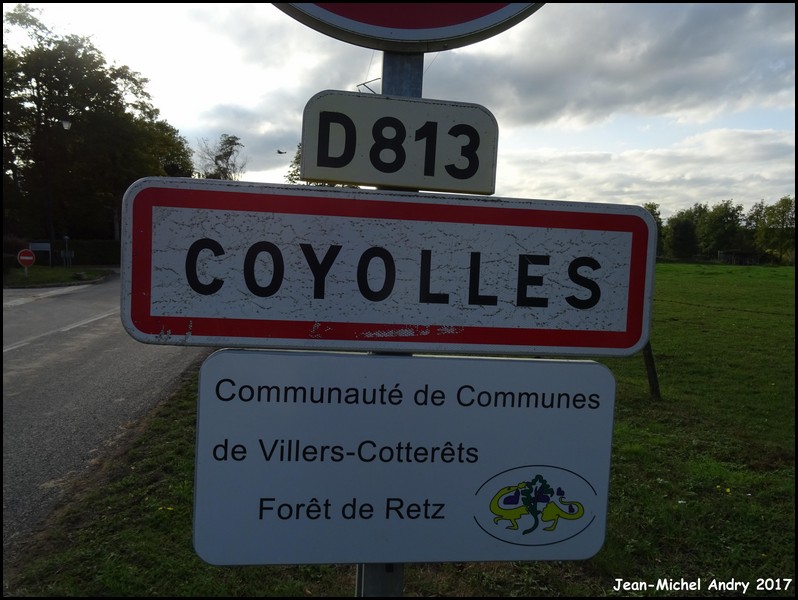 D813
COYOLLES
Communauté de Communes
de Villers-Cotterêts
Forêt de Retz
Jean-Michel Andry 2017